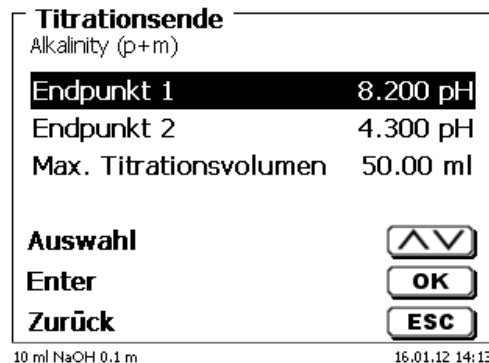 Titrationsende
Alkalinity (p+m)
Endpunkt 1 8.200 pH
Endpunkt 2 4.300 pH
Max. Titrationsvolumen 50.00 ml
Auswahl
Enter OK
Zurück ESC
10 ml NaOH 0.1 m 16.01.12 14:13